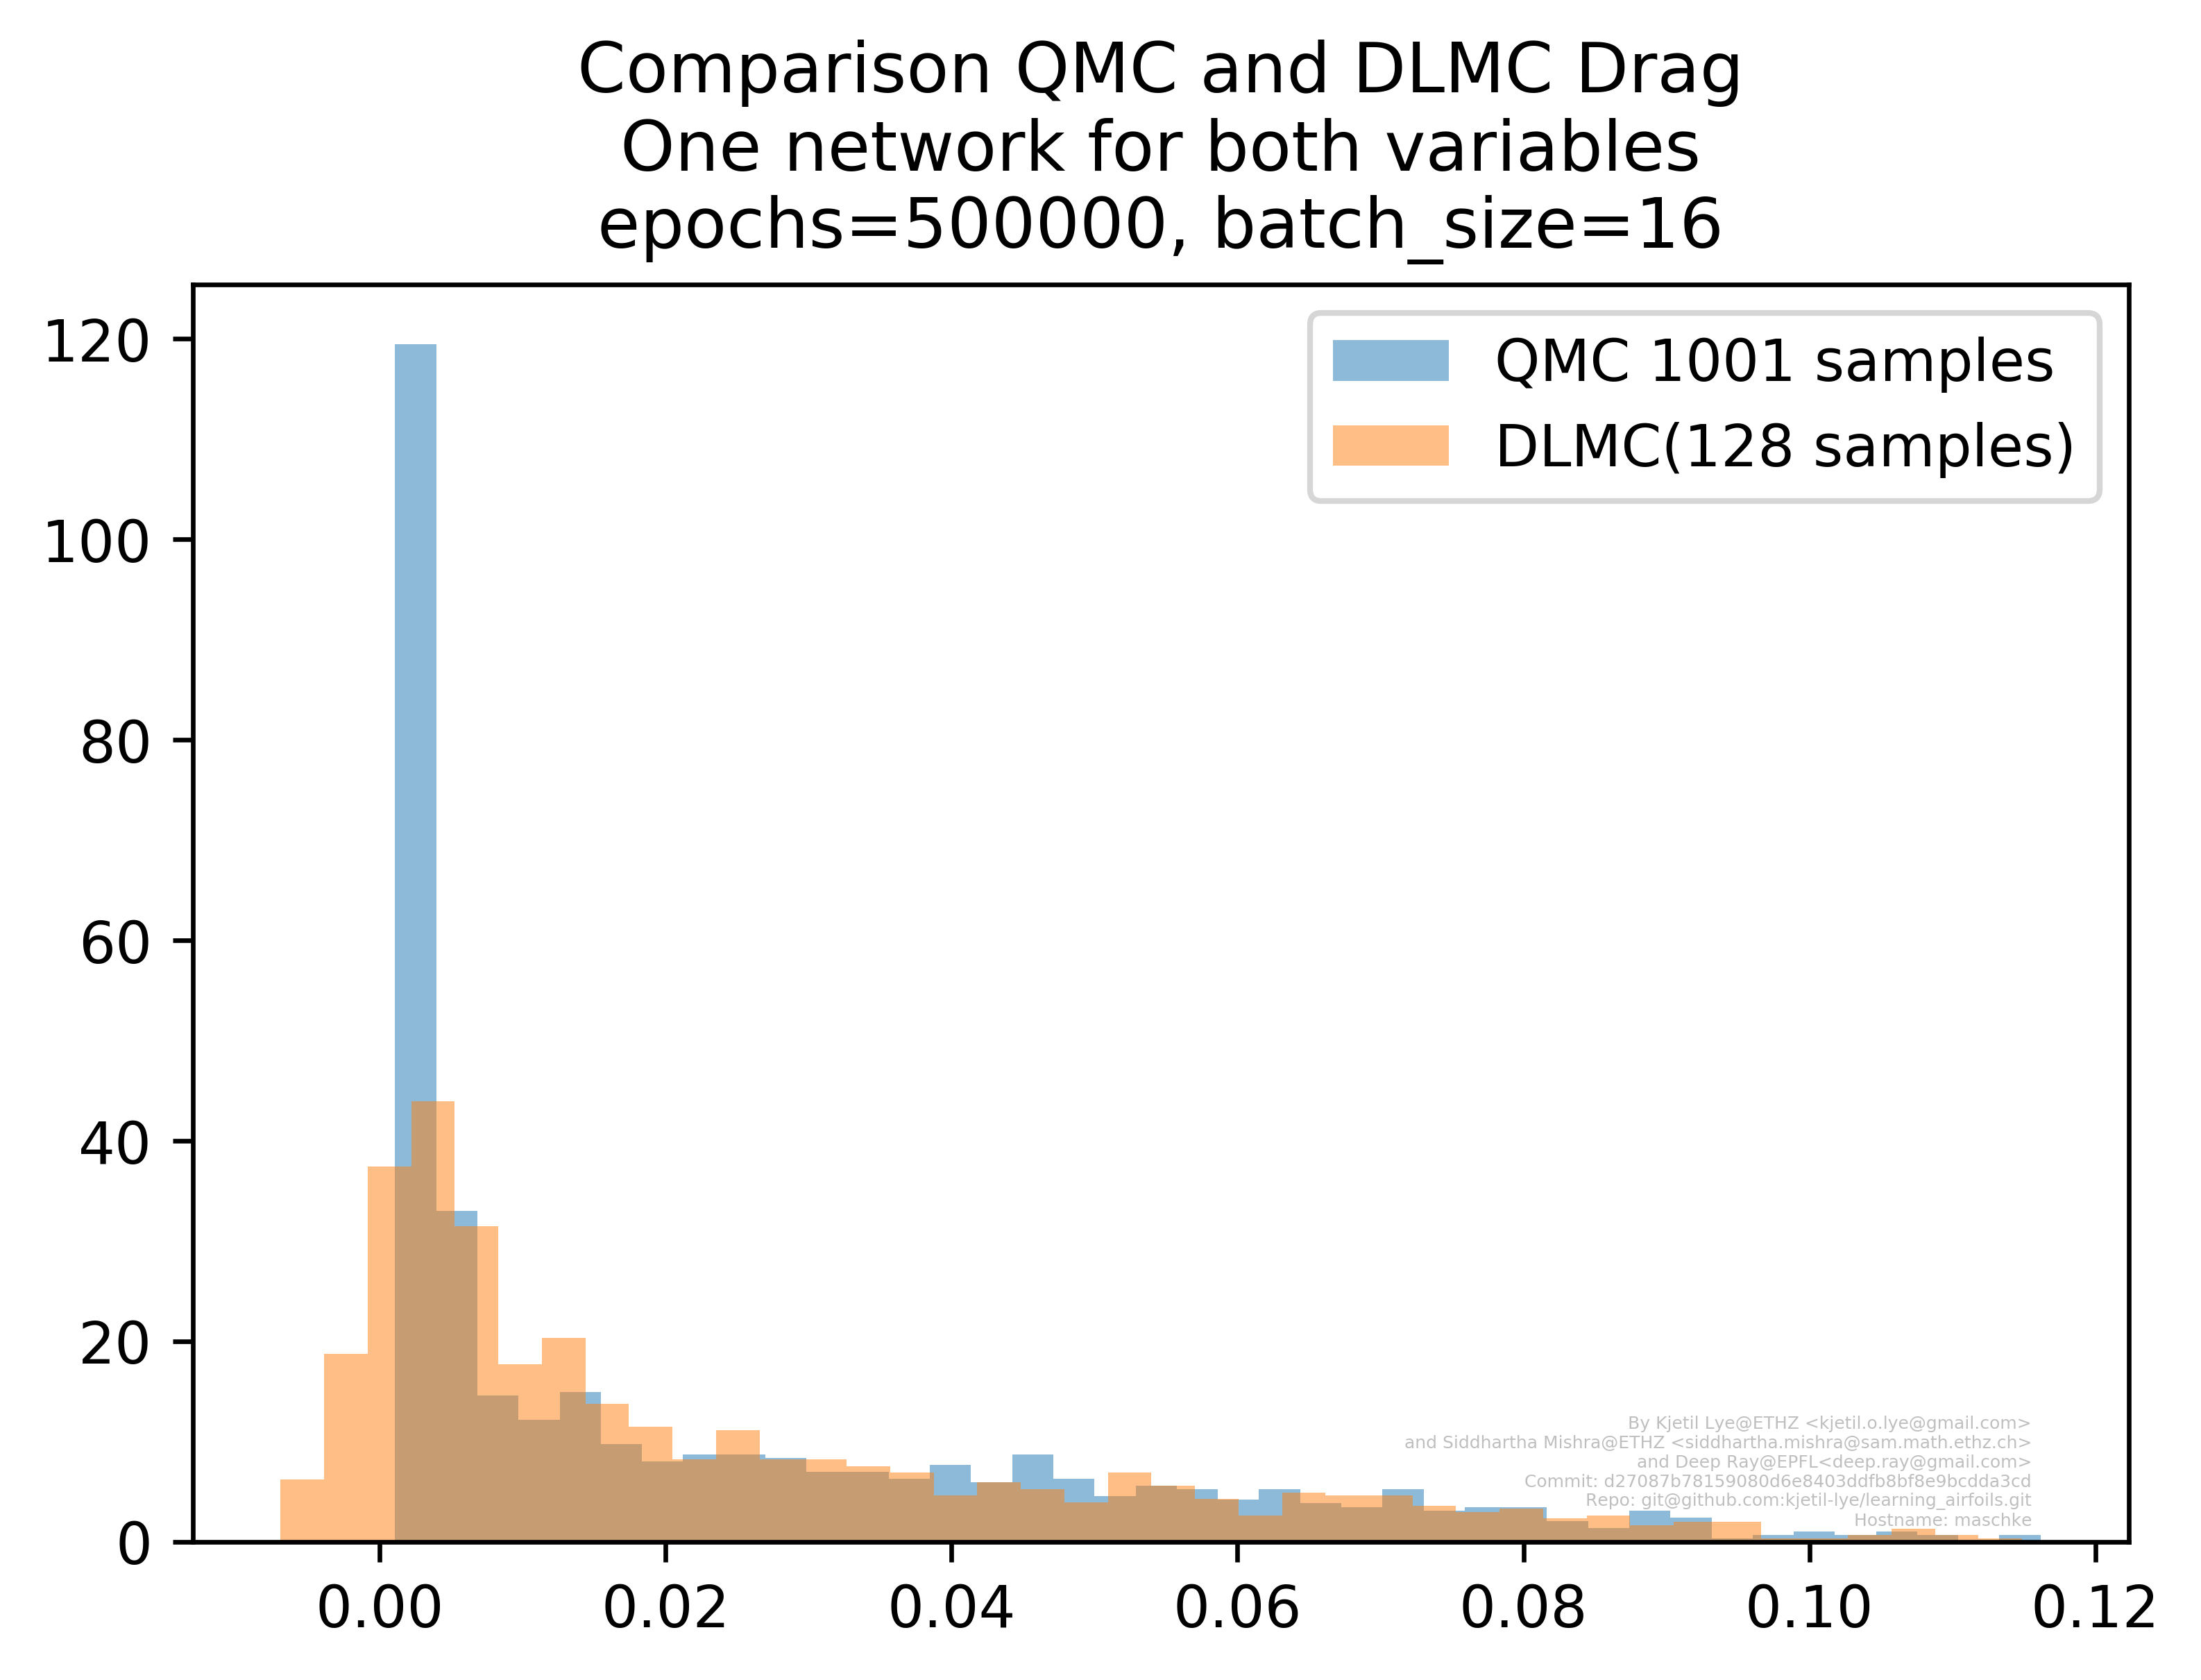 Comparison QMC and DLMC Drag
One network for both variables
epochs=500000, batch_size=16
QMC 1001 samples
DLMC(128 samples)
120
100
80
60
40
20
0
0.00 0.02 0.04 0.06 0.08 0.10 0.12
By Kjetil Lye@ETHZ <kjetil.o.lye@gmail.com>
and Siddhartha Mishra@ETHZ <siddhartha.mishra@sam.math.ethz.ch>
and Deep Ray@EPFL<deep.ray@gmail.com>
Commit: d27087b78159080d6e8403ddfb8bf8e9bcdda3cd
Repo: git@github.com:kjetil-lye/learning_airfoils.git
Hostname: maschke